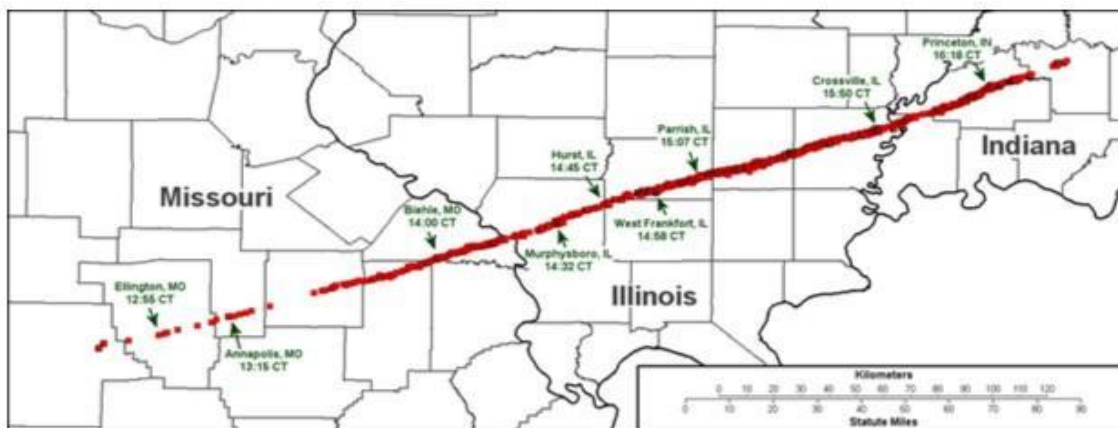 Princeton, IN
16:18 CT
Crossville, IL
15:50 CT
Parrish, IL
15:07 CT
Indiana
Hurst, IL
14:45 CT
Missouri
Biehle, MO
14:00 CT
West Frankfort, IL
14:58 CT
Murphysboro, IL
14:32 CT
Ellington, MO
12:55 CT
Illinois
Annapolis, MO
13:15 CT
Kilometers
0 10 20 30 40 50 60 70 80 90 100 110 120
0 10 20 30 40 50 60 70 80 90
Statute Miles